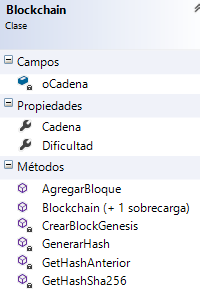 Blockchain
Clase
Campos
oCadena
Propiedades
Cadena
Dificultad
Métodos
AgregarBloque
Blockchain (+ 1 sobrecarga)
CrearBlockGenesis
GenerarHash
GetHashAnterior
GetHashSha256